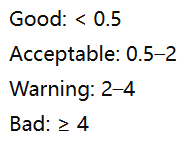 Good: < 0.5
Acceptable: 0.5–2
Warning: 2–4
Bad: ≥ 4